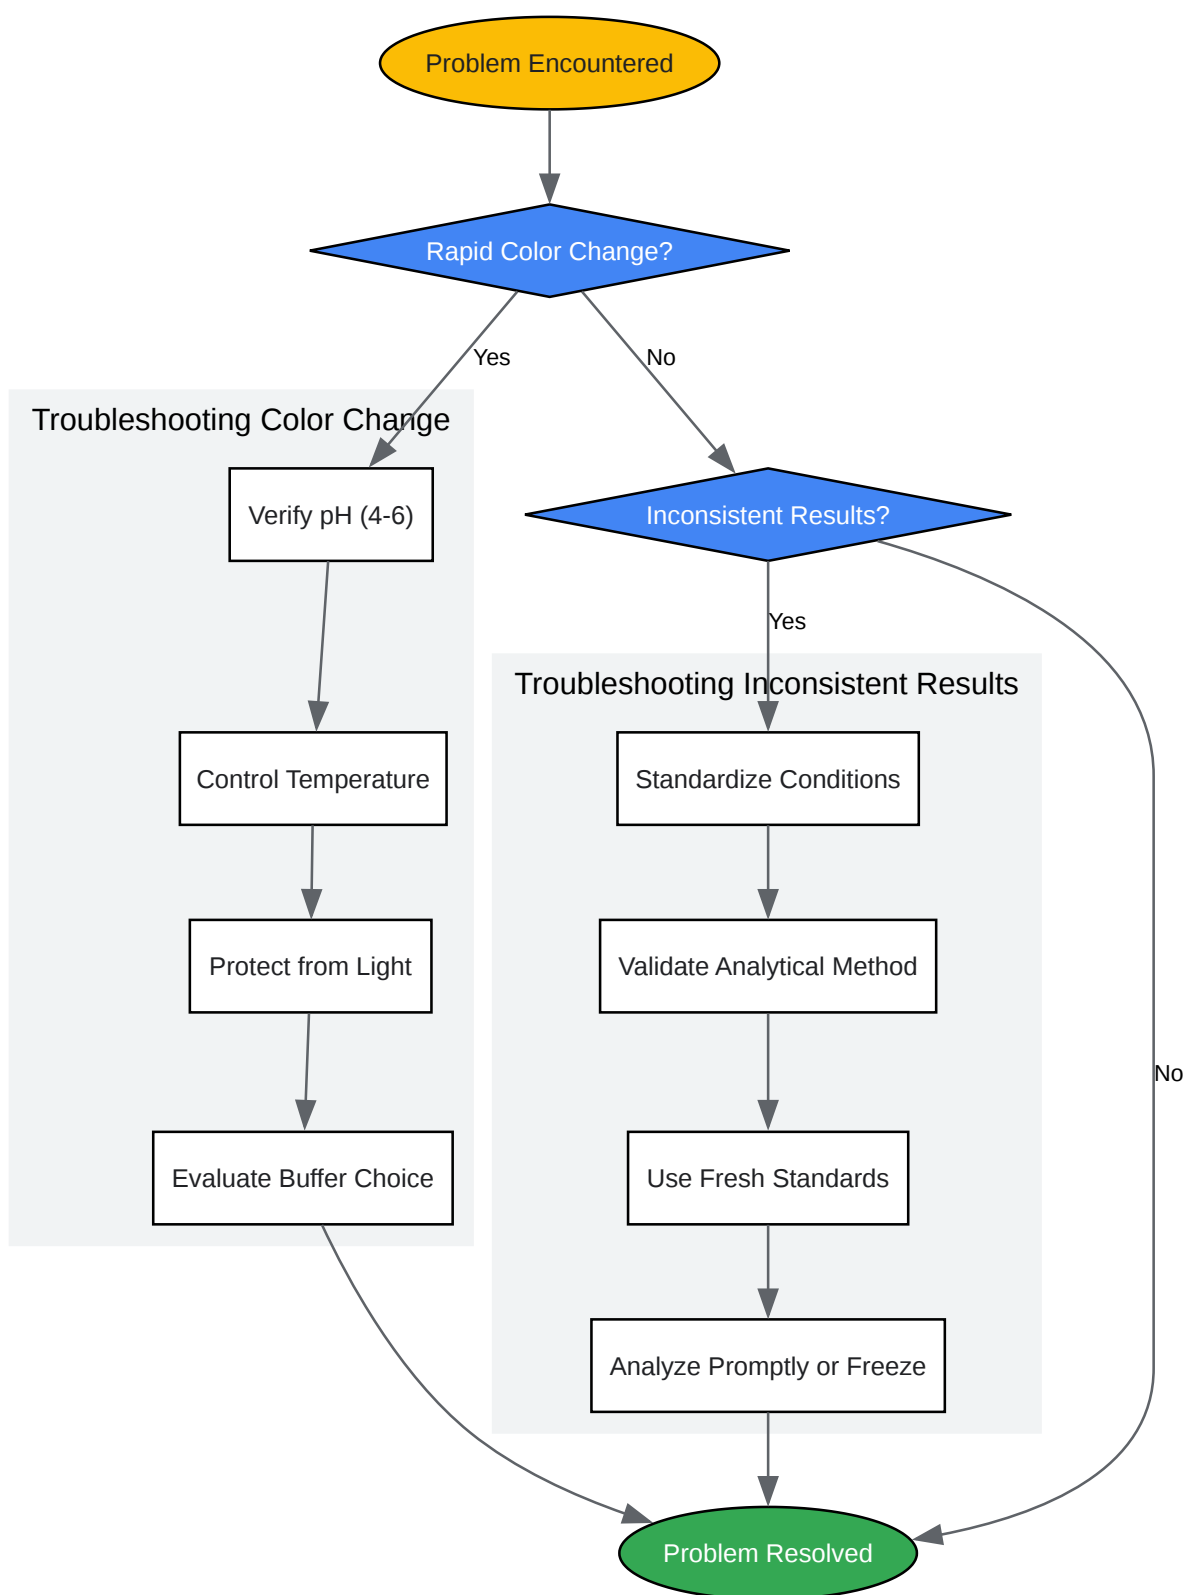 Problem Encountered
Rapid Color Change?
Yes
No
Troubleshooting Color Change
Verify pH (4-6)
Control Temperature
Protect from Light
Evaluate Buffer Choice
Inconsistent Results?
Yes
No
Troubleshooting Inconsistent Results
Standardize Conditions
Validate Analytical Method
Use Fresh Standards
Analyze Promptly or Freeze
Problem Resolved